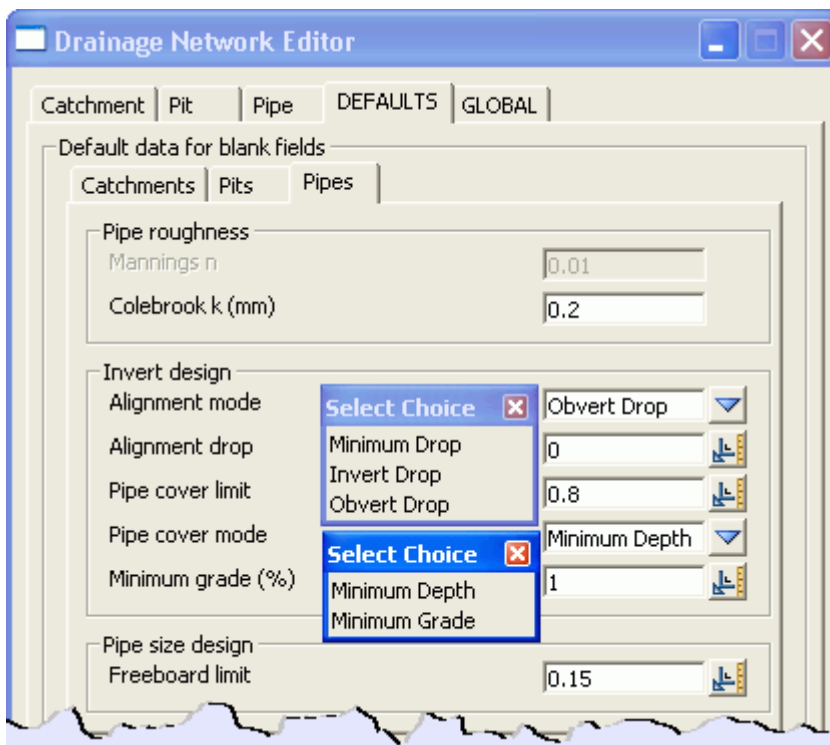 Drainage Network Editor
Catchment Pit Pipe DEFAULTS GLOBAL
Default data for blank fields
Catchments Pits Pipes
Pipe roughness
Mannings n 0.01
Colebrook k (mm) 0.2
Invert design
Alignment mode Obvert Drop
Alignment drop 0
Pipe cover limit 0.8
Pipe cover mode Minimum Depth
Minimum grade (%) 1
Select Choice
Minimum Drop
Invert Drop
Obvert Drop
Select Choice
Minimum Depth
Minimum Grade
Pipe size design
Freeboard limit 0.15